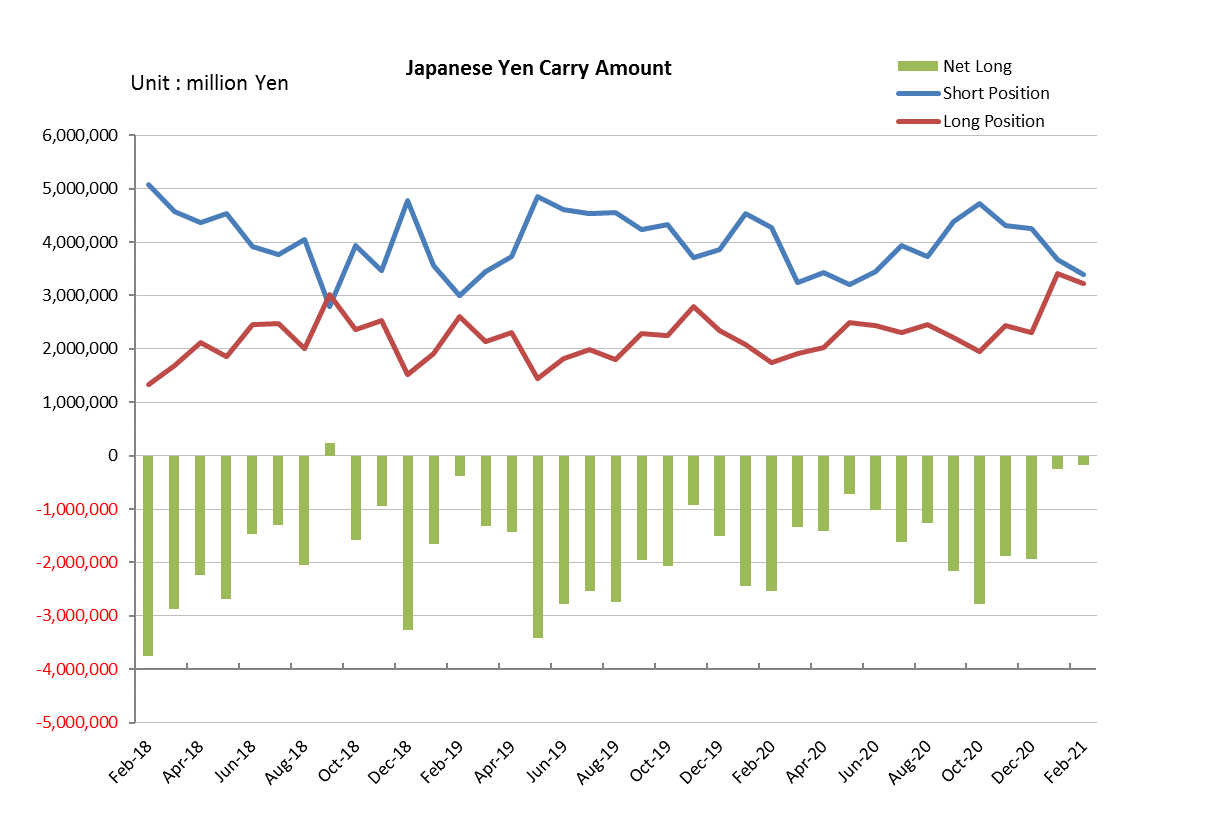 Japanese Yen Carry Amount
Unit : million Yen
Net Long
Short Position
Long Position
6,000,000
5,000,000
4,000,000
3,000,000
2,000,000
1,000,000
0
-1,000,000
-2,000,000
-3,000,000
-4,000,000
-5,000,000
Feb-18
Apr-18
Jun-18
Aug-18
Oct-18
Dec-18
Feb-19
Apr-19
Jun-19
Aug-19
Oct-19
Dec-19
Feb-20
Apr-20
Jun-20
Aug-20
Oct-20
Dec-20
Feb-21